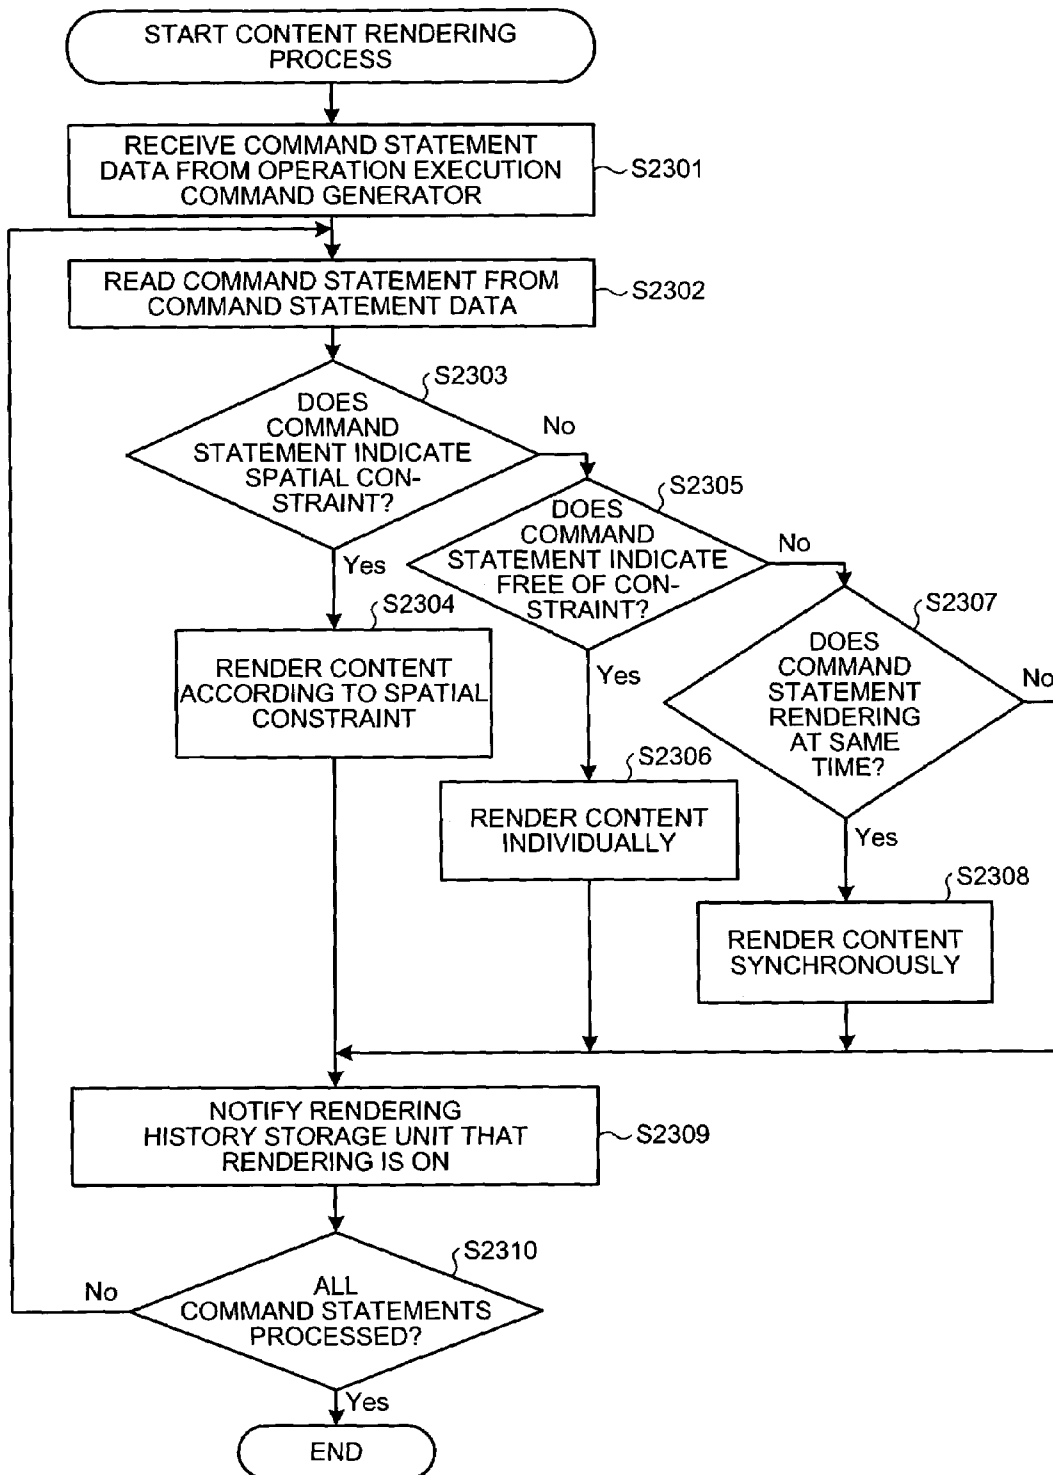 START CONTENT RENDERING
PROCESS
RECEIVE COMMAND STATEMENT
DATA FROM OPERATION EXECUTION
COMMAND GENERATOR
S2301
READ COMMAND STATEMENT FROM
COMMAND STATEMENT DATA
S2302
S2303
DOES
COMMAND
STATEMENT INDICATE
SPATIAL CON-
STRAINT?
No
Yes
S2305
DOES
COMMAND
STATEMENT INDICATE
FREE OF CON-
STRAINT?
No
Yes
S2304
RENDER CONTENT
ACCORDING TO SPATIAL
CONSTRAINT
S2307
DOES
COMMAND
STATEMENT
RENDERING
AT SAME
TIME?
No
Yes
S2306
RENDER CONTENT
INDIVIDUALLY
S2308
RENDER CONTENT
SYNCHRONOUSLY
NOTIFY RENDERING
HISTORY STORAGE UNIT THAT
RENDERING IS ON
S2309
S2310
No
ALL
COMMAND STATEMENTS
PROCESSED?
Yes
END